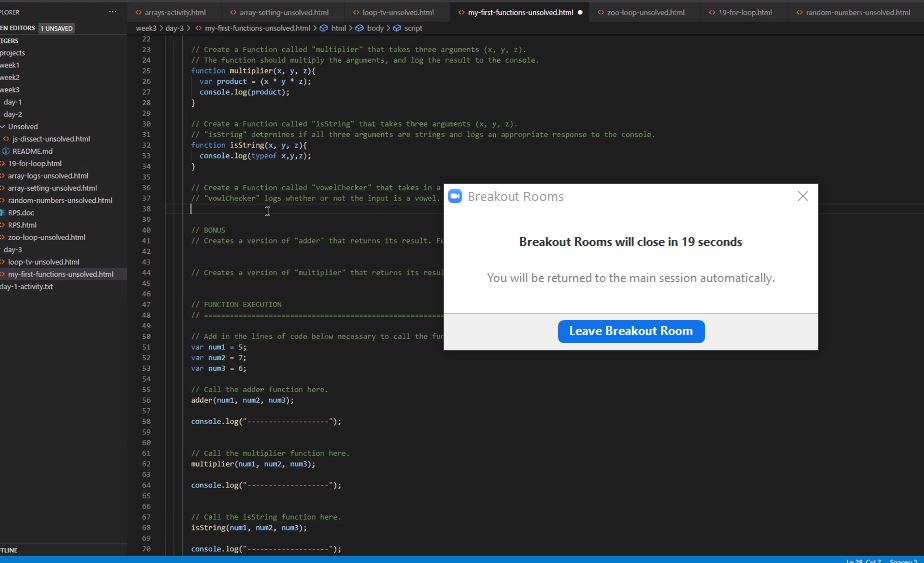 PLORER ...
arrays-activity.html
array-setting-unsolved.html
loop-tv-unsolved.html
my-first-functions-unsolved.html
zoo-loop-unsolved.html
19-for-loop.html
random-numbers-unsolved.html
EN EDITORS 1 UNSAVED
week3 > day-3 > my-first-functions-unsolved.html > html > body > script
TGERS
projects
week1
week2
week3
day-1
day-2
Unsolved
js-dissect-unsolved.html
README.md
19-for-loop.html
array-logs-unsolved.html
array-setting-unsolved.html
random-numbers-unsolved.html
RPS.doc
RPS.html
zoo-loop-unsolved.html
day-3
loop-tv-unsolved.html
my-first-functions-unsolved.html
day-1-activity.txt
TLINE
22
23 // Create a Function called "multiplier" that takes three arguments (x, y, z).
24 // The function should multiply the arguments, and log the result to the console.
25 function multiplier(x, y, z){
26 var product = (x * y * z);
27 console.log(product);
28 }
29
30 // Create a Function called "isString" that takes three arguments (x, y, z).
31 // "isString" determines if all three arguments are strings and logs an appropriate response to the console.
32 function isString(x, y, z){
33 console.log(typeof x,y,z);
34 }
35
36 // Create a Function called "vowelChecker" that takes in a
37 // "vowlChecker" logs whether or not the input is a vowel.
38
39
40 // BONUS
41 // Creates a version of "adder" that returns its result. Fu
42
43
44 // Creates a version of "multiplier" that returns its resul
45
46
47 // FUNCTION EXECUTION
48 // ==========================================================
49
50 // Add in the lines of code below necessary to call the fun
51 var num1 = 5;
52 var num2 = 7;
53 var num3 = 6;
54
55 // Call the adder function here.
56 adder(num1, num2, num3);
57
58 console.log("-------------------");
59
60
61 // Call the multiplier function here.
62 multiplier(num1, num2, num3);
63
64 console.log("-------------------");
65
66
67 // Call the isString function here.
68 isString(num1, num2, num3);
69
70 console.log("-------------------");
Breakout Rooms
Breakout Rooms will close in 19 seconds
You will be returned to the main session automatically.
Leave Breakout Room
Ln 38, Col 7